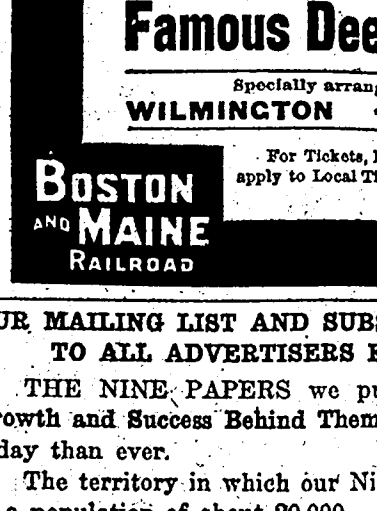 Famous Dee
Specially arran
WILMINGTON
For Tickets,
apply to Local Ti
BOSTON
AND MAINE
RAILROAD
UR MAILING LIST AND SUBS
TO ALL ADVERTISERS
THE NINE PAPERS we pu
rowth and Success Behind Them
day than ever.
The territory in which our Ni
a population of about 20,000